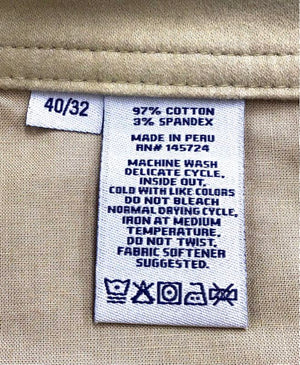 40/32
97% COTTON
3% SPANDEX
MADE IN PERU
RN# 145724
MACHINE WASH
DELICATE CYCLE,
INSIDE OUT,
COLD WITH LIKE COLORS
DO NOT BLEACH
NORMAL DRYING CYCLE,
IRON AT MEDIUM
TEMPERATURE,
DO NOT TWIST,
FABRIC SOFTENER
SUGGESTED.